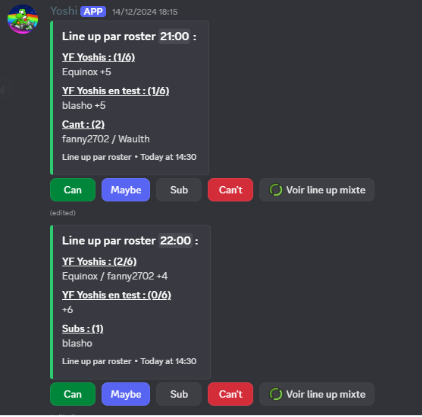 Yoshi APP 14/12/2024 18:15
Line up par roster 21:00 :
YF Yoshis : (1/6)
Equinox +5
YF Yoshis en test : (1/6)
blasho +5
Cant : (2)
fanny2702 / Waulth
Line up par roster • Today at 14:30
Can Maybe Sub Can't Voir line up mixte
(edited)
Line up par roster 22:00 :
YF Yoshis : (2/6)
Equinox / fanny2702 +4
YF Yoshis en test : (0/6)
+6
Subs : (1)
blasho
Line up par roster • Today at 14:30
Can Maybe Sub Can't Voir line up mixte